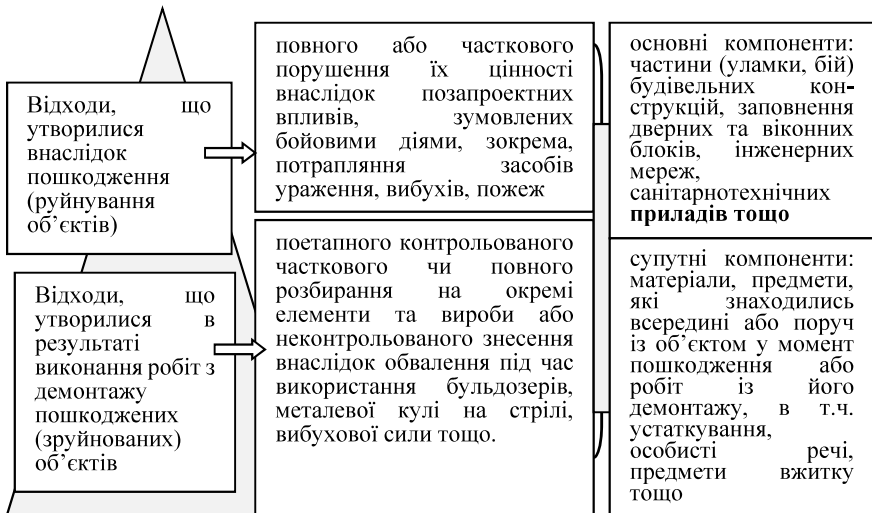 Відходи, що
утворилися
внаслідок
пошкодження
(руйнування
об’єктів)
повного або часткового
порушення їх цінності
внаслідок позапроектних
впливів, зумовлених
бойовими діями, зокрема,
потрапляння засобів
ураження, вибухів, пожеж
основні компоненти:
частини (уламки, бій)
будівельних кон-
струкцій, заповнення
дверних та віконних
блоків, інженерних
мереж,
санітарнотехнічних
приладів тощо
Відходи, що
утворилися в
результаті
виконання робіт з
демонтажу
пошкоджених
(зруйнованих)
об’єктів
поетапного контрольованого
часткового чи повного
розбирання на окремі
елементи та вироби або
неконтрольованого знесення
внаслідок обвалення під час
використання бульдозерів,
металевої кулі на стрілі,
вибухової сили тощо.
супутні компоненти:
матеріали, предмети,
які знаходились
всередині або поруч
із об’єктом у момент
пошкодження або
робіт із його
демонтажу, в т.ч.
устаткування,
особисті речі,
предмети вжитку
тощо